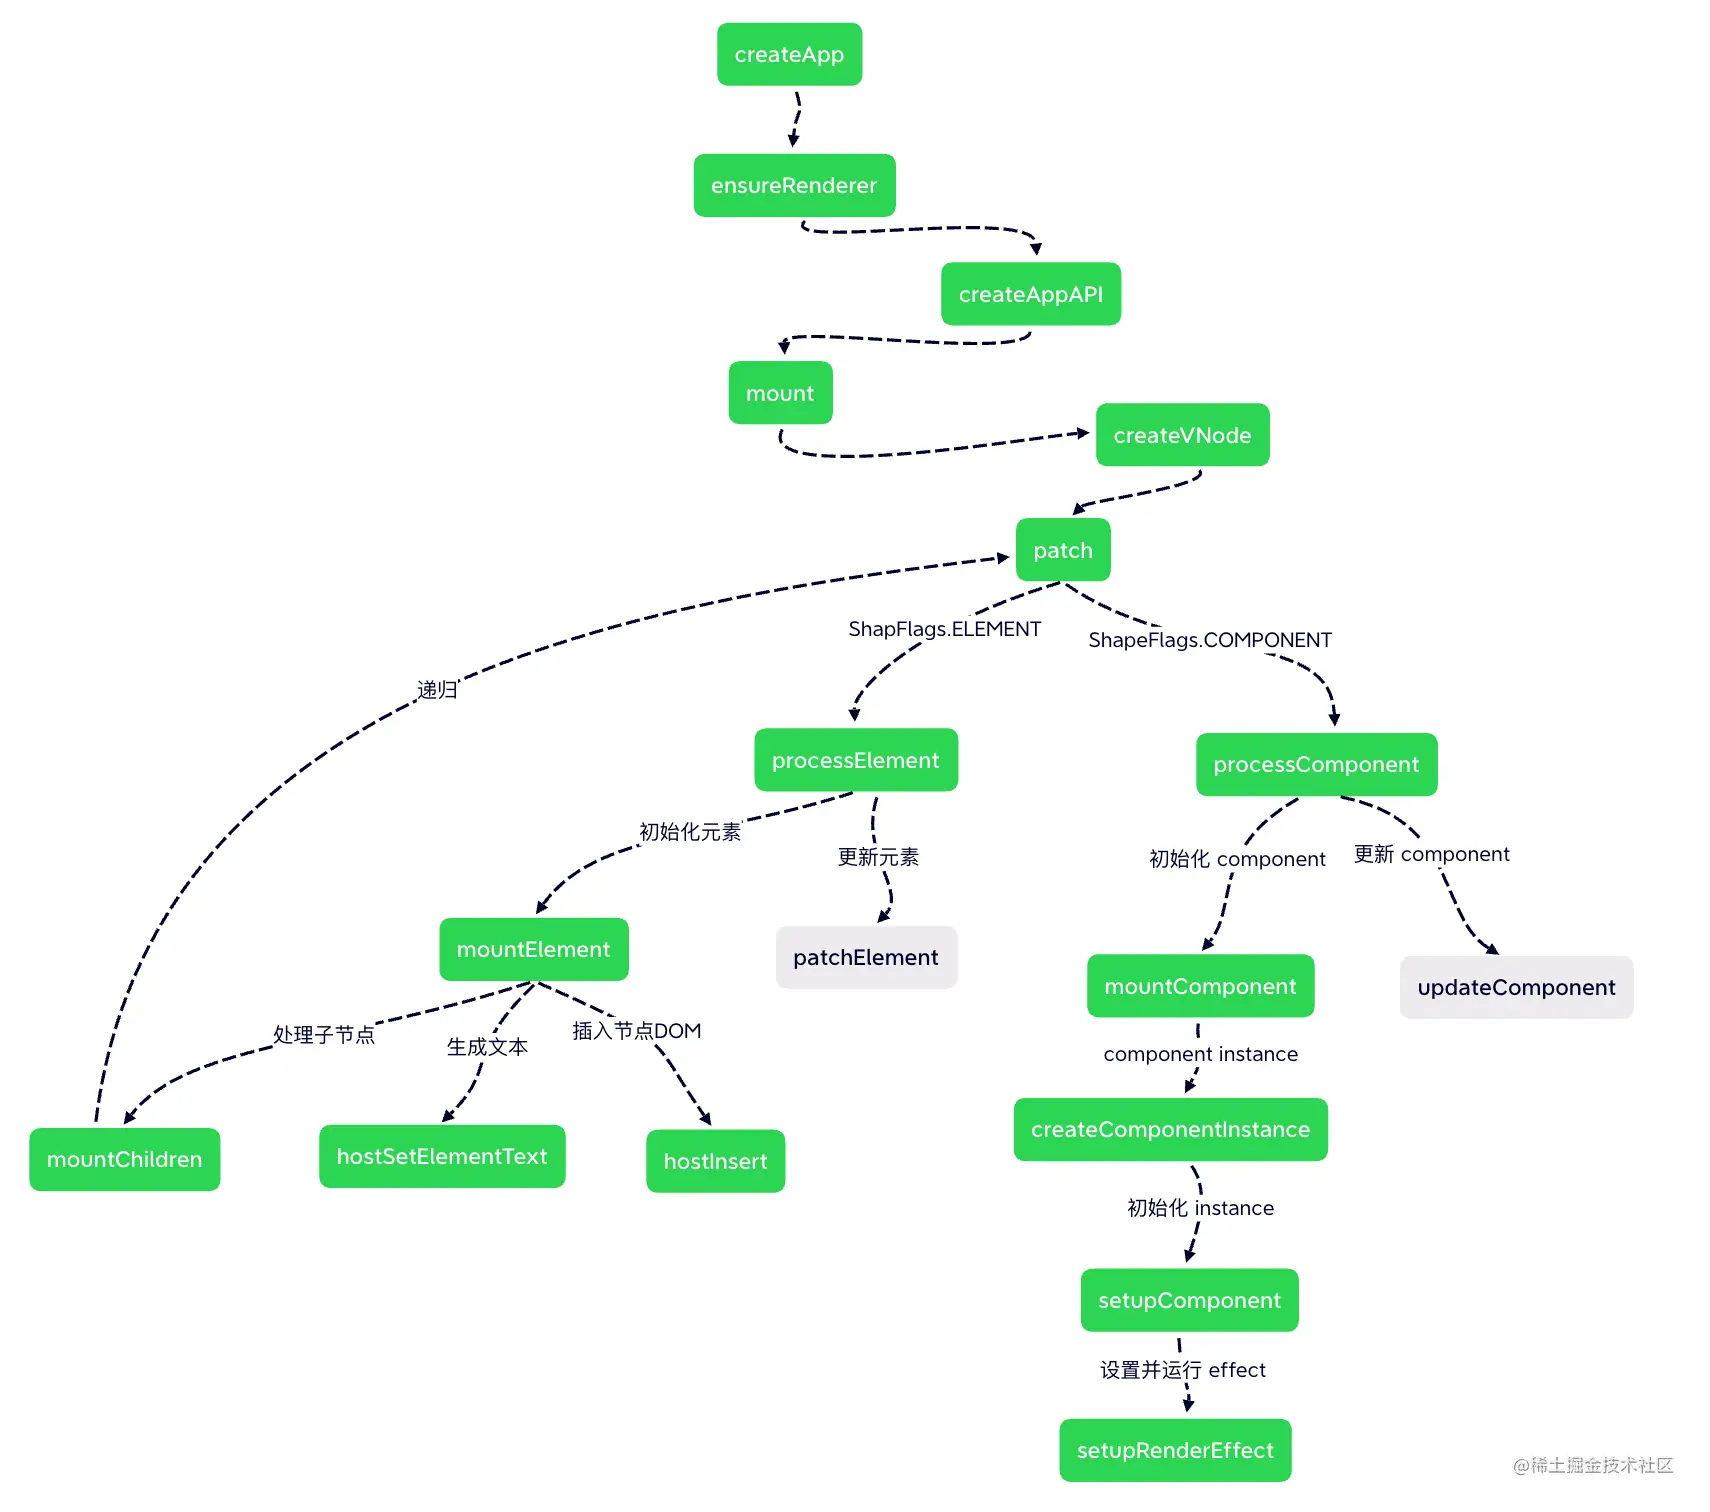 createApp
ensureRenderer
createAppAPI
mount
createVNode
patch
ShapFlags.ELEMENT
ShapeFlags.COMPONENT
递归
processElement
processComponent
初始化元素
更新元素
初始化 component
更新 component
mountElement
patchElement
mountComponent
updateComponent
处理子节点
生成文本
插入节点DOM
component instance
mountChildren
hostSetElementText
hostInsert
createComponentInstance
初始化 instance
setupComponent
设置并运行 effect
setupRenderEffect
@稀土掘金技术社区